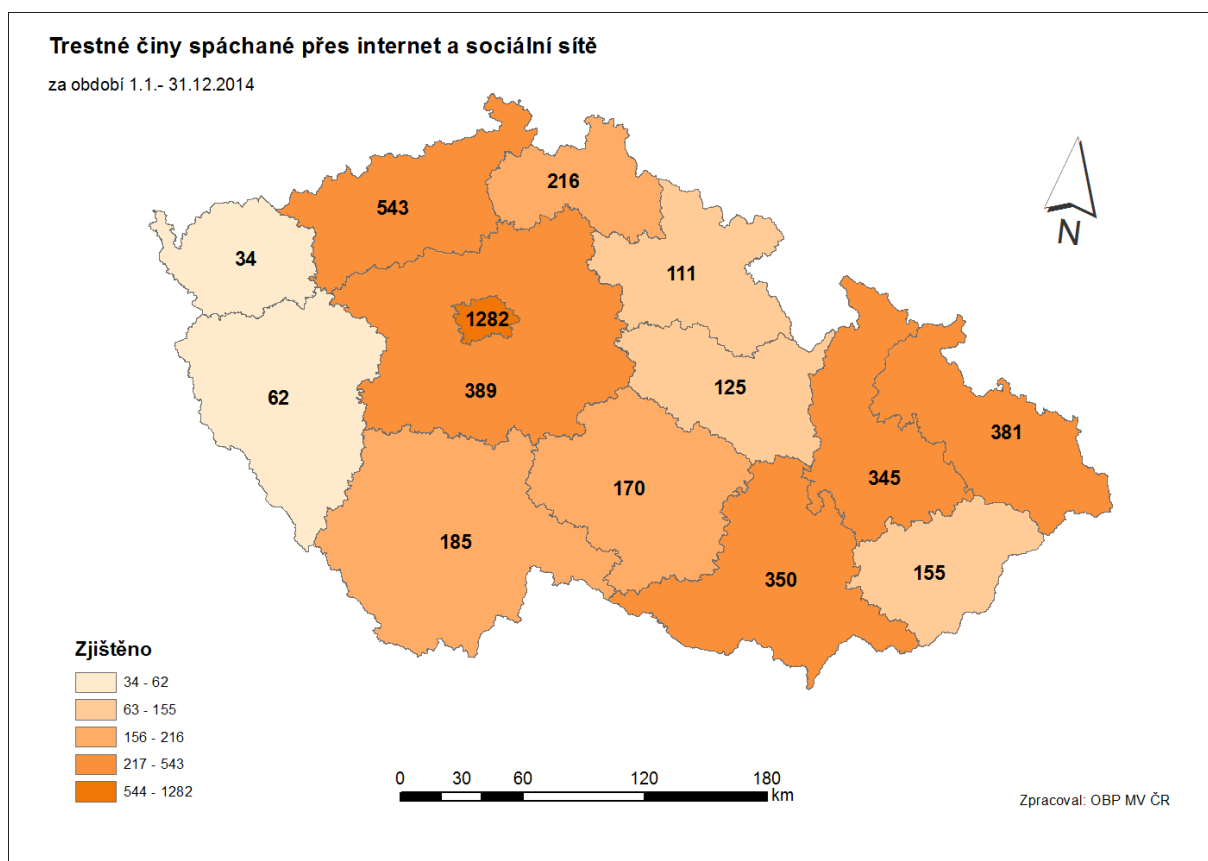 Trestné činy spáchané přes internet a sociální sítě
za období 1.1.- 31.12.2014
216
543
34
111
1282
62
389
125
381
345
170
185
350
155
N
Zjištěno
34 - 62
63 - 155
156 - 216
217 - 543
544 - 1282
0 30 60 120 180
km
Zpracoval: OBP MV ČR